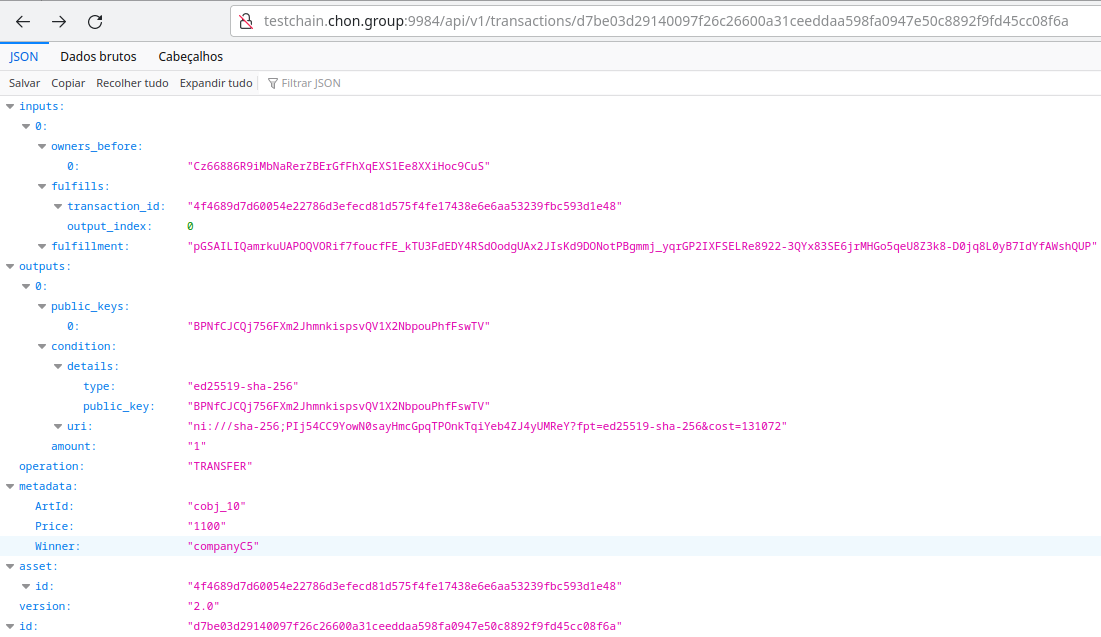 testchain.chon.group:9984/api/v1/transactions/d7be03d29140097f26c26600a31ceeddaa598fa0947e50c8892f9fd45cc08f6a
JSON Dados brutos Cabeçalhos
Salvar Copiar Recolher tudo Expandir tudo Filtrar JSON
inputs:
0:
owners_before:
0: "Cz66886R9iMbNaRerZBErGfFhXqEXS1Ee8XXiHoc9CuS"
fulfills:
transaction_id: "4f4689d7d60054e22786d3efecd81d575f4fe17438e6e6aa53239fbc593d1e48"
output_index: 0
fulfillment: "pGSAILIQamrkuUAPOQVORif7foucfFE_kTU3FdEDY4RSdOodgUAx2JIsKd9DONotPBgmmj_yqrGP2IXFSELRe8922-3QYx83SE6jrMHGo5qeU8Z3k8-D0jq8L0yB7IdYfAWshQUP"
outputs:
0:
public_keys:
0: "BPNfCJCQj756FXm2JhmnkispsvQV1X2NbpouPhfFswTV"
condition:
details:
type: "ed25519-sha-256"
public_key: "BPNfCJCQj756FXm2JhmnkispsvQV1X2NbpouPhfFswTV"
uri: "ni:///sha-256;PIj54CC9YowN0sayHmcGpqTPOnkTqiYeb4ZJ4yUMReY?fpt=ed25519-sha-256&cost=131072"
amount: "1"
operation: "TRANSFER"
metadata:
ArtId: "cobj_10"
Price: "1100"
Winner: "companyC5"
asset:
id: "4f4689d7d60054e22786d3efecd81d575f4fe17438e6e6aa53239fbc593d1e48"
version: "2.0"
id: "d7be03d29140097f26c26600a31ceeddaa598fa0947e50c8892f9fd45cc08f6a"